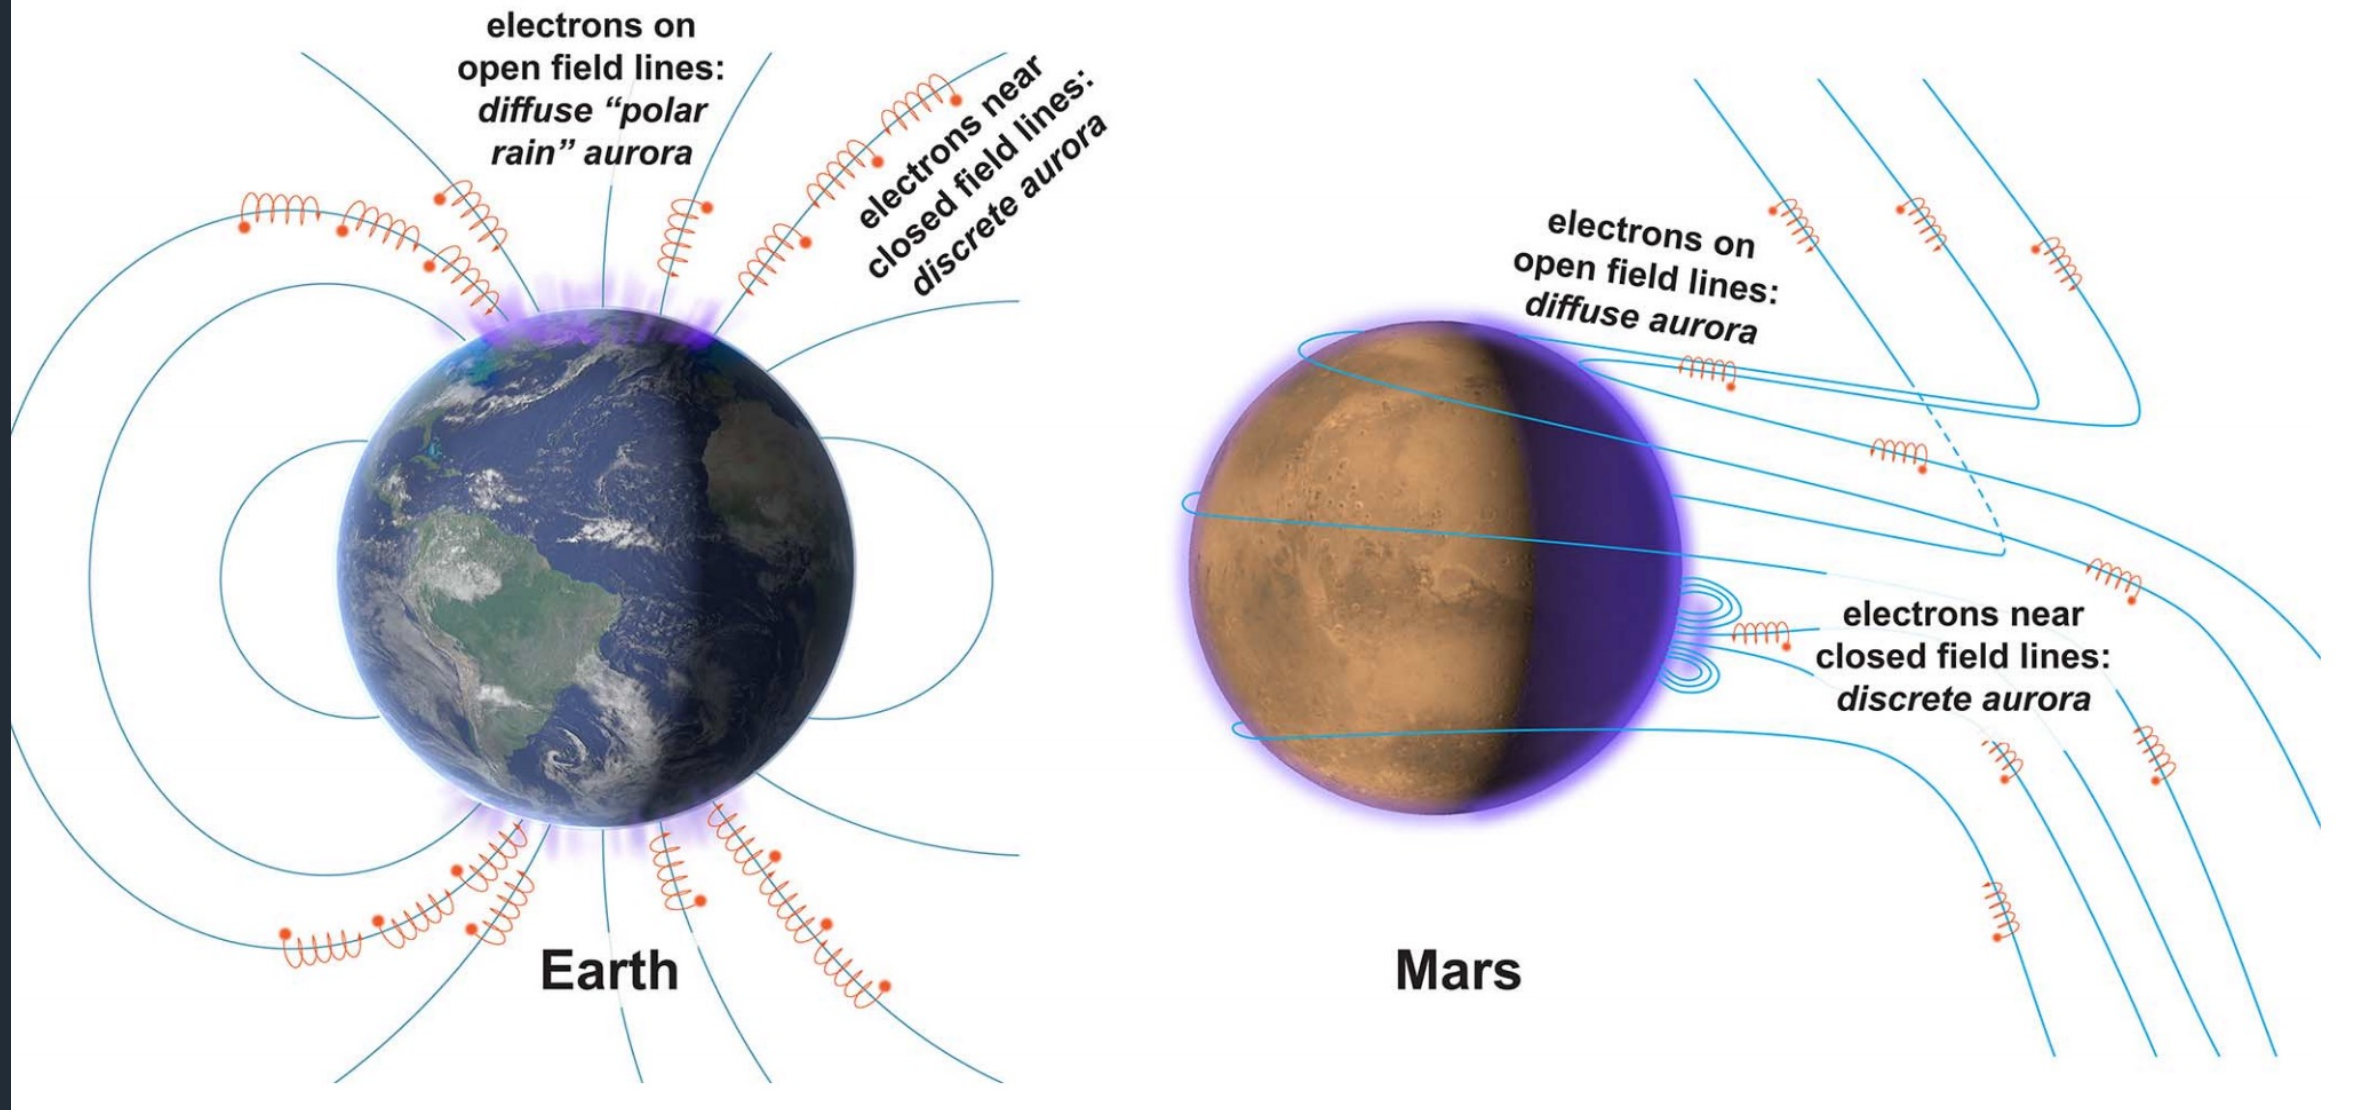 electrons on
open field lines:
diffuse “polar
rain” aurora
electrons near
closed field lines:
discrete aurora
Earth
electrons on
open field lines:
diffuse aurora
electrons near
closed field lines:
discrete aurora
Mars